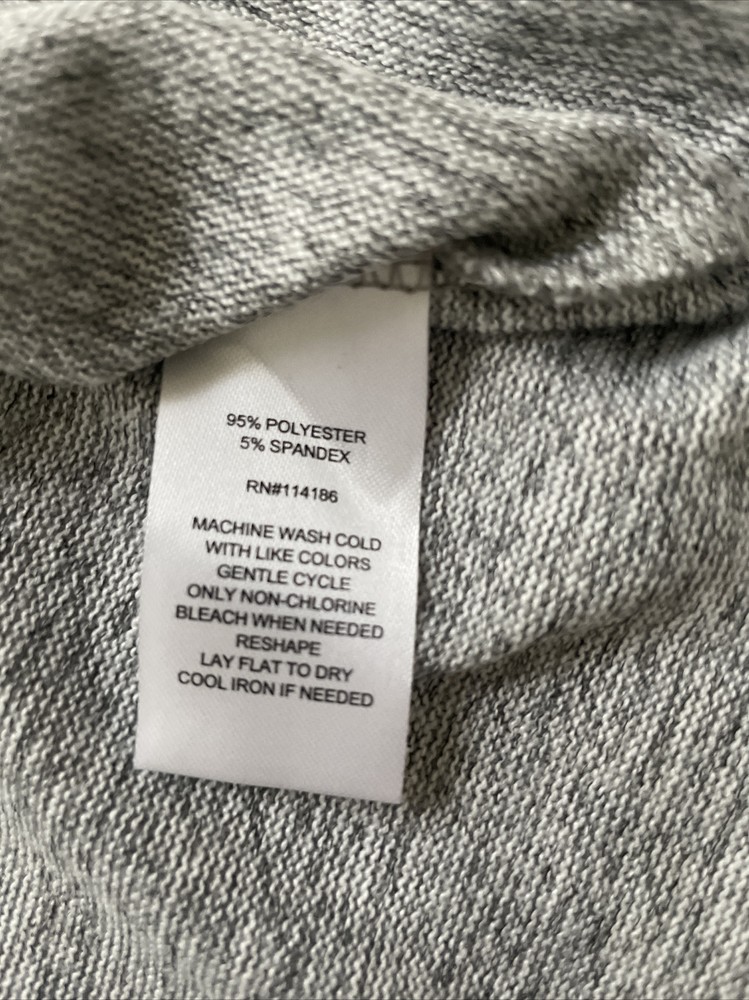 95% POLYESTER
5% SPANDEX
RN#114186
MACHINE WASH COLD
WITH LIKE COLORS
GENTLE CYCLE
ONLY NON-CHLORINE
BLEACH WHEN NEEDED
RESHAPE
LAY FLAT TO DRY
COOL IRON IF NEEDED